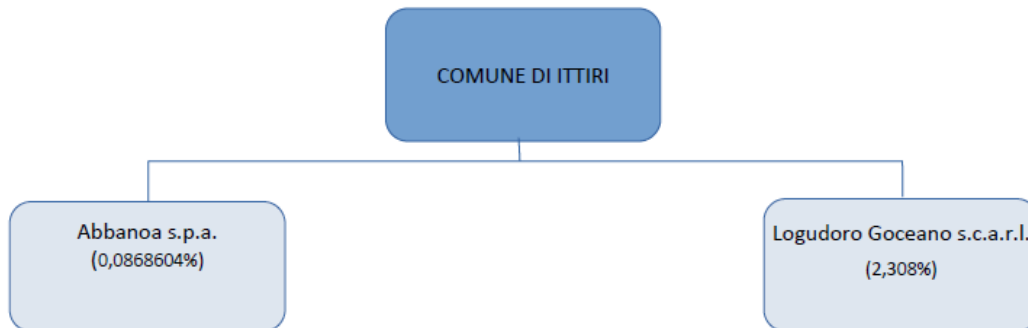 COMUNE DI ITTIRI
Abbanoa s.p.a.
(0,0868604%)
Logudoro Goceano s.c.a.r.l.
(2,308%)